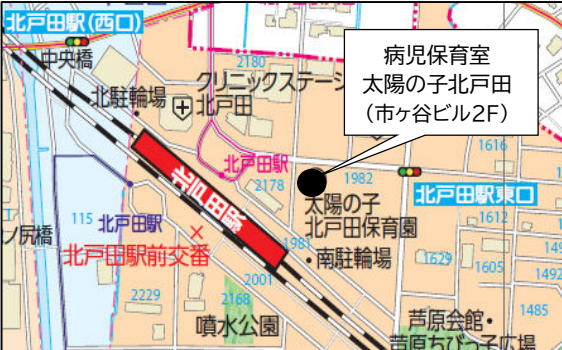 北戸田駅(西口)
中央橋
2180
病児保育室
太陽の子北戸田
（市ヶ谷ビル2F）
クリニックステーシ
北戸田
北駐輪場
1616
北戸田駅
北戸田駅
2178
1982
北戸田駅東口
太陽の子
北戸田保育園
115
北戸田駅
1612
ノ尻橋
北戸田駅前交番
1981
南駐輪場
1629
1605
149
1492
2001
2229
2168
噴水公園
1485
芦原会館・
芦原ちびっ子広場